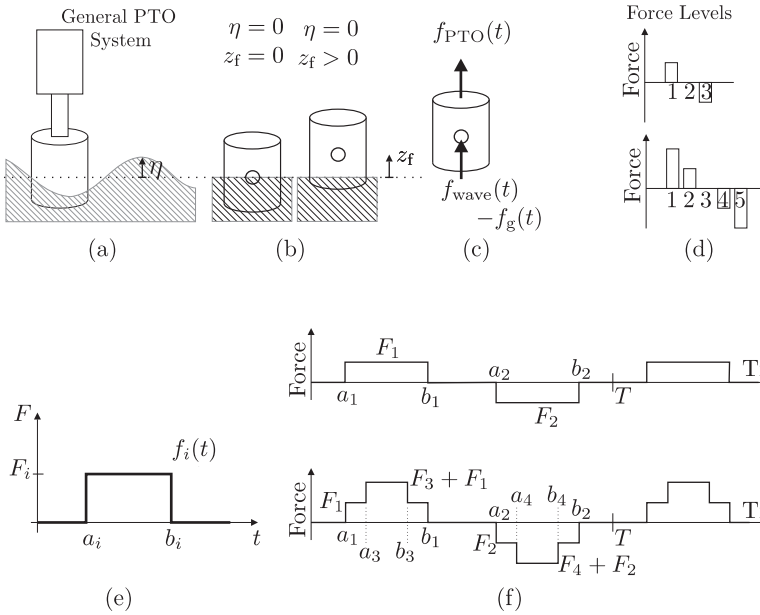 General PTO
System
η
(a)
η = 0 η = 0
z_f = 0 z_f > 0
z_f
(b)
f_PTO(t)
f_wave(t)
−f_g(t)
(c)
Force Levels
Force
1 2 3
Force
1 2 3 4 5
(d)
F
F_i
f_i(t)
a_i b_i t
(e)
Force
F_1
a_1 b_1
a_2 b_2
F_2
T
Force
F_1
F_3 + F_1
a_1 b_1
a_3 b_3
a_2 a_4 b_4 b_2
F_2
F_4 + F_2
T
(f)